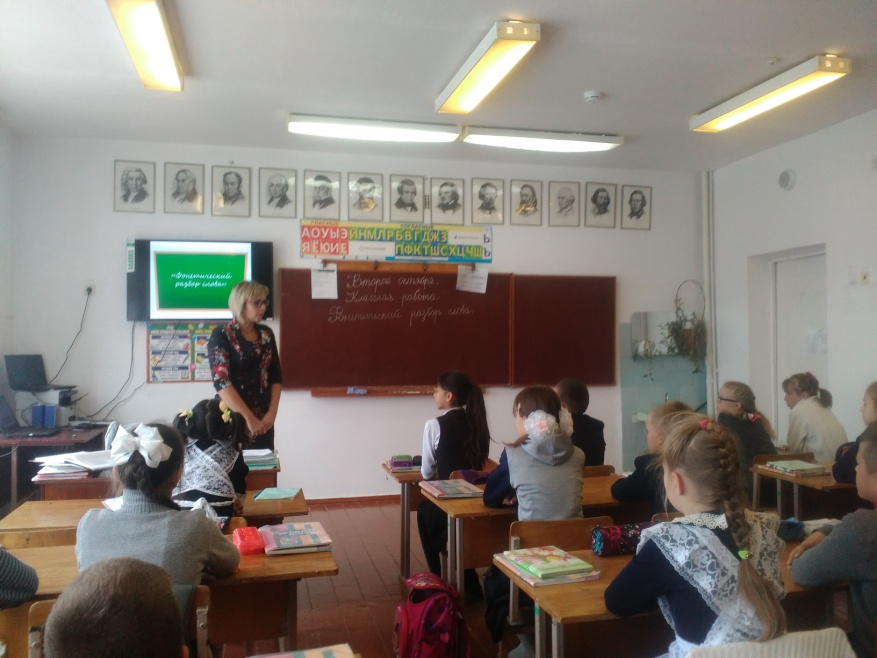 АОУЫЭ ЙНМЛРБВГДЖЗ
ЯЁЮИЕ ПФКТШСХЦЧЩ
«Фонетический
разбор слова»
Второе октября.
Классная работа.
Фонетический разбор слова.